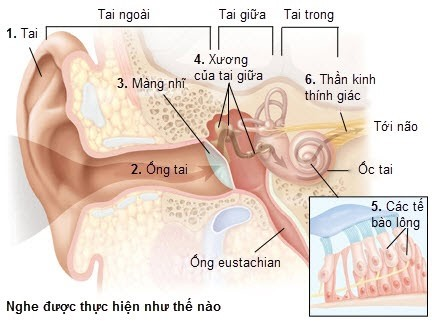 Tai ngoài
Tai giữa
Tai trong
1. Tai
4. Xương
của tai giữa
3. Màng nhĩ
6. Thần kinh
thính giác
Tới não
2. Ống tai
Ốc tai
5. Các tế
bào lông
Ống eustachian
Nghe được thực hiện như thế nào